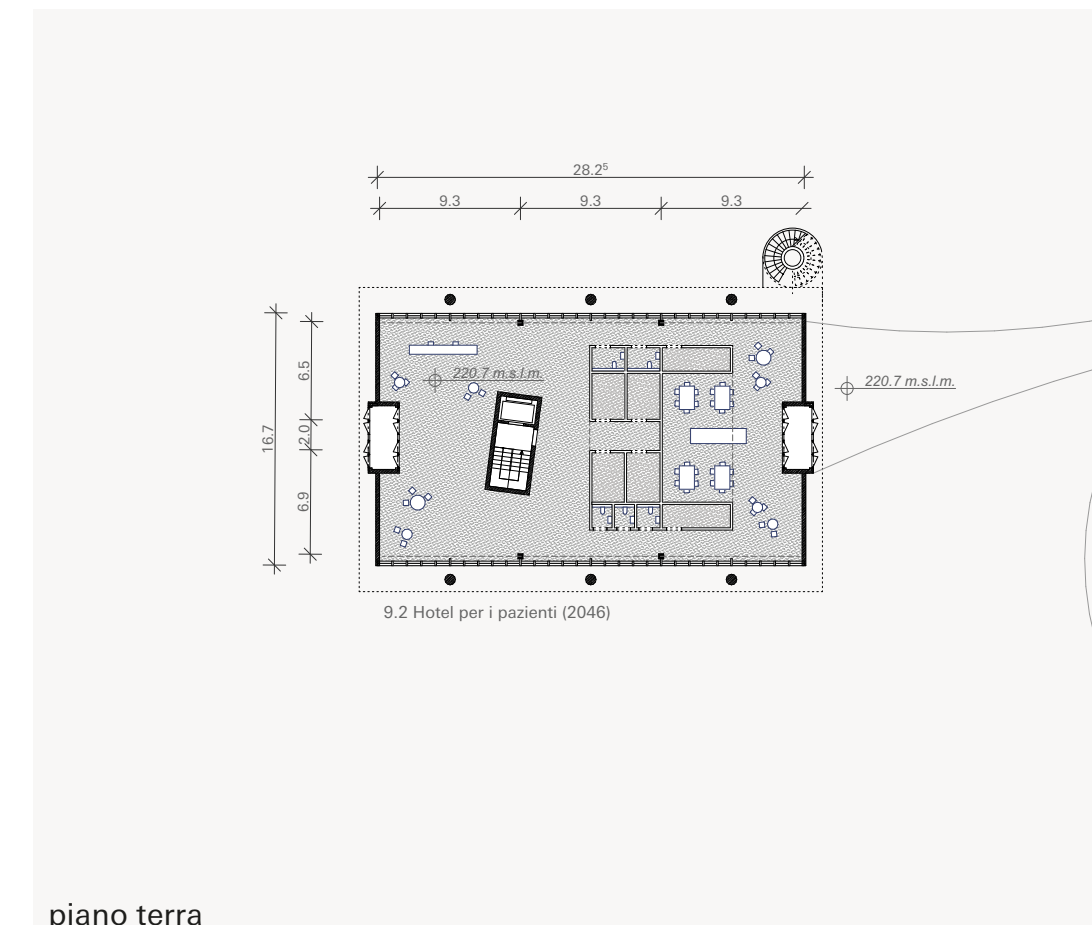 28.2⁵
9.3 9.3 9.3
6.5
2.0
16.7
6.9
220.7 m.s.l.m.
220.7 m.s.l.m.
9.2 Hotel per i pazienti (2046)
piano terra